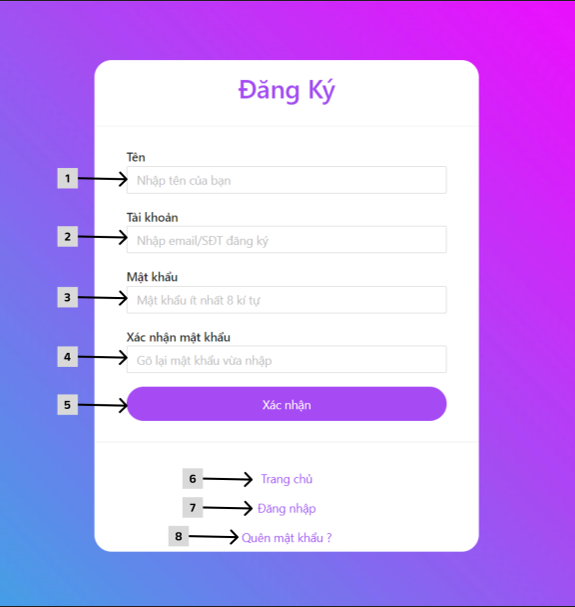 Đăng Ký
Tên
1
Nhập tên của bạn
Tài khoản
2
Nhập email/SĐT đăng ký
Mật khẩu
3
Mật khẩu ít nhất 8 kí tự
Xác nhận mật khẩu
4
Gõ lại mật khẩu vừa nhập
5
Xác nhận
6
Trang chủ
7
Đăng nhập
8
Quên mật khẩu ?